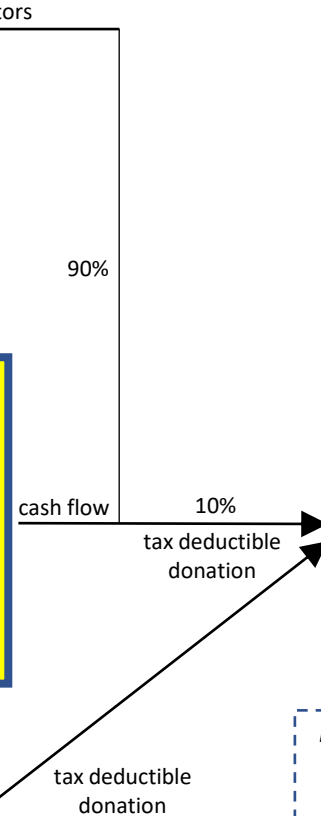 tors
90%
cash flow
10%
tax deductible
donation
tax deductible
donation